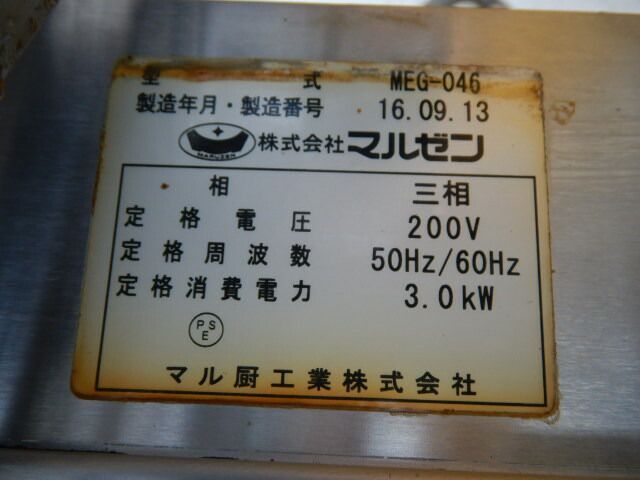 型式 MEG-046
製造年月・製造番号 16.09.13
MARUZEN 株式会社マルゼン
相 三相
定格電圧 200V
定格周波数 50Hz/60Hz
定格消費電力 3.0kW
PSE
マル厨工業株式会社